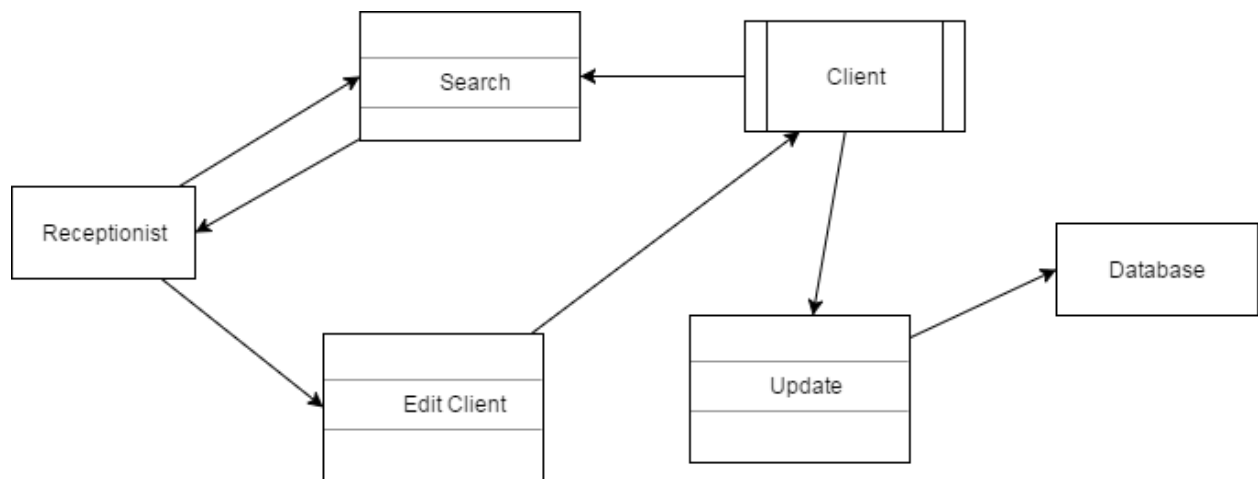 Search
Client
Receptionist
Database
Edit Client
Update